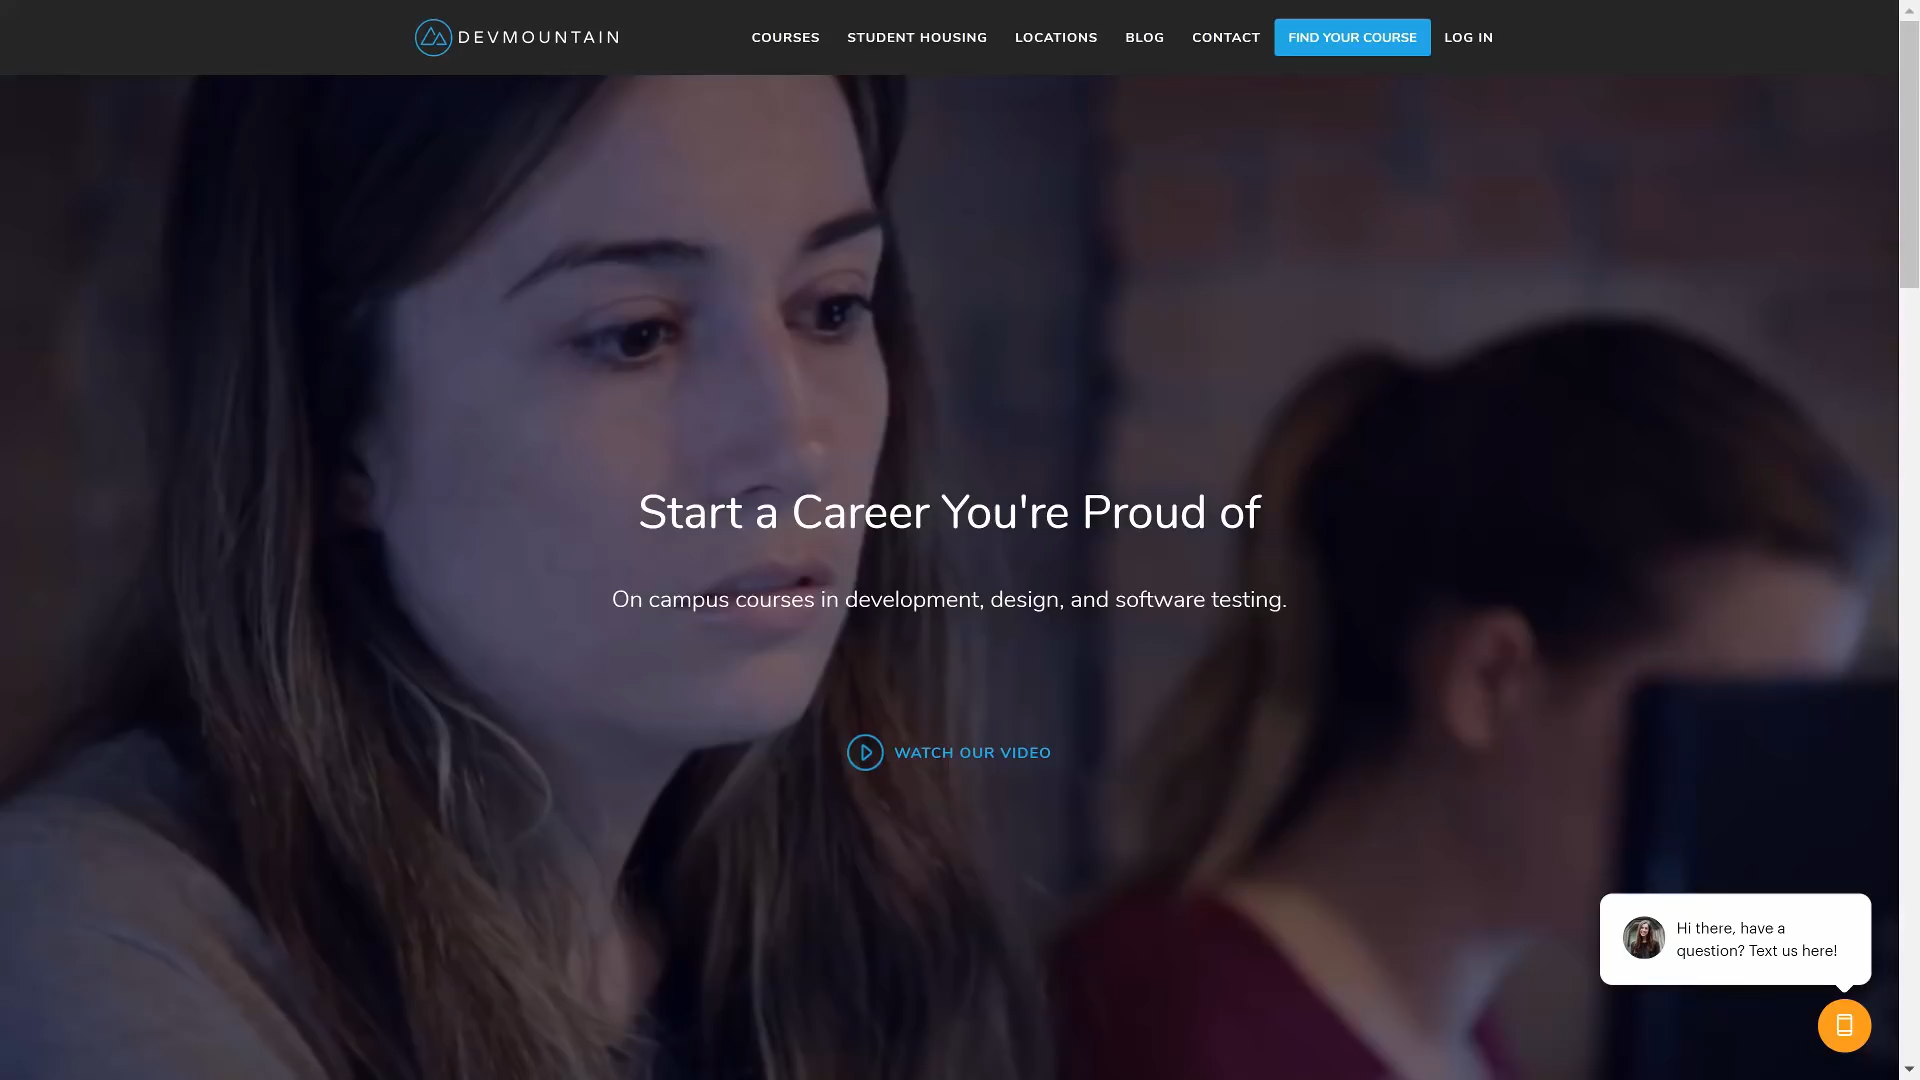 DEVMOUNTAIN
COURSES STUDENT HOUSING LOCATIONS BLOG CONTACT FIND YOUR COURSE LOG IN
Start a Career You're Proud of
On campus courses in development, design, and software testing.
WATCH OUR VIDEO
Hi there, have a
question? Text us here!